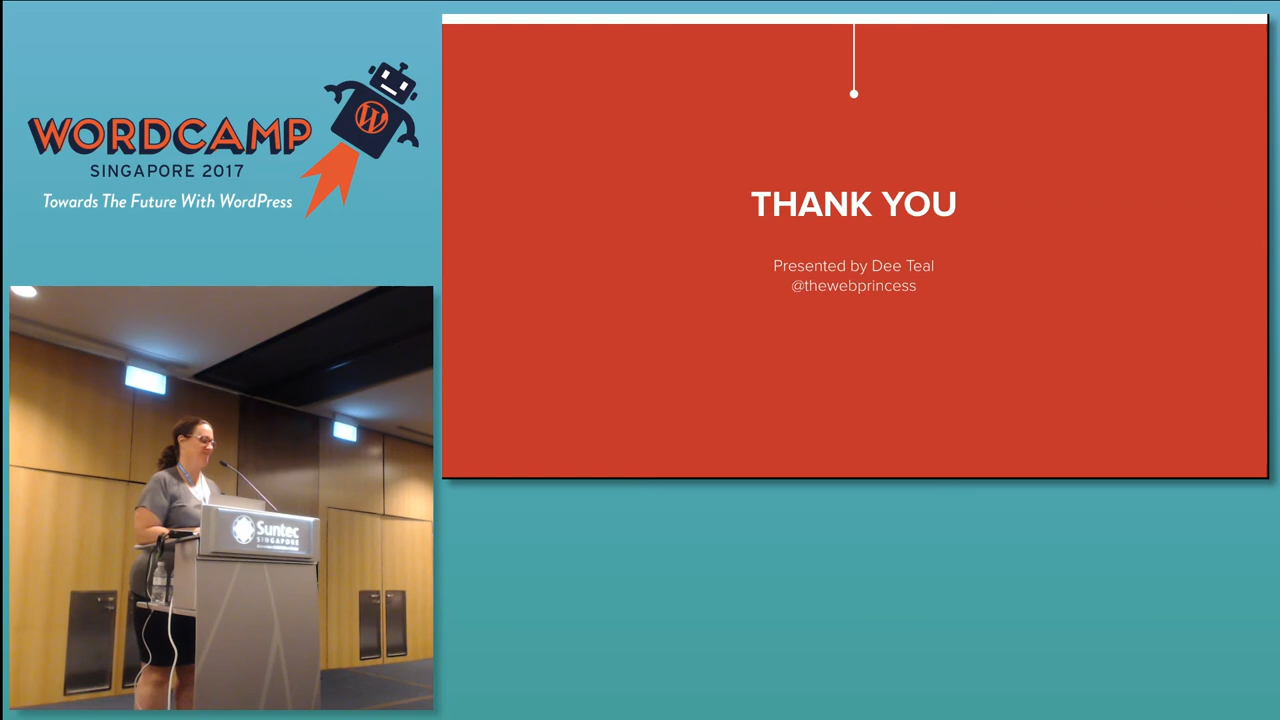 WORDCAMP
SINGAPORE 2017
Towards The Future With WordPress
THANK YOU
Presented by Dee Teal
@thewebprincess
Suntec
SINGAPORE